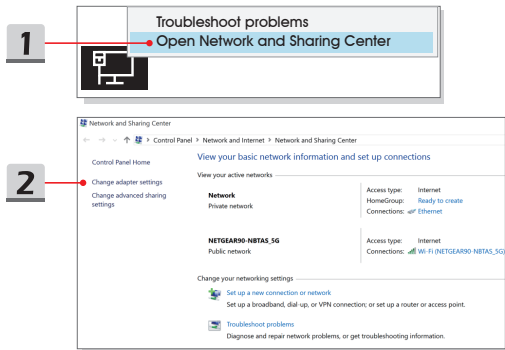 Troubleshoot problems
1
Open Network and Sharing Center
Network and Sharing Center
Control Panel > Network and Internet > Network and Sharing Center
Control Panel Home
View your basic network information and set up connections
View your active networks
2
Change adapter settings
Change advanced sharing
settings
Network
Private network
Access type: Internet
HomeGroup: Ready to create
Connections: Ethernet
NETGEAR90-NBTAS_5G
Public network
Access type: Internet
Connections: Wi-Fi (NETGEAR90-NBTAS_5G)
Change your networking settings
Set up a new connection or network
Set up a broadband, dial-up, or VPN connection; or set up a router or access point.
Troubleshoot problems
Diagnose and repair network problems, or get troubleshooting information.